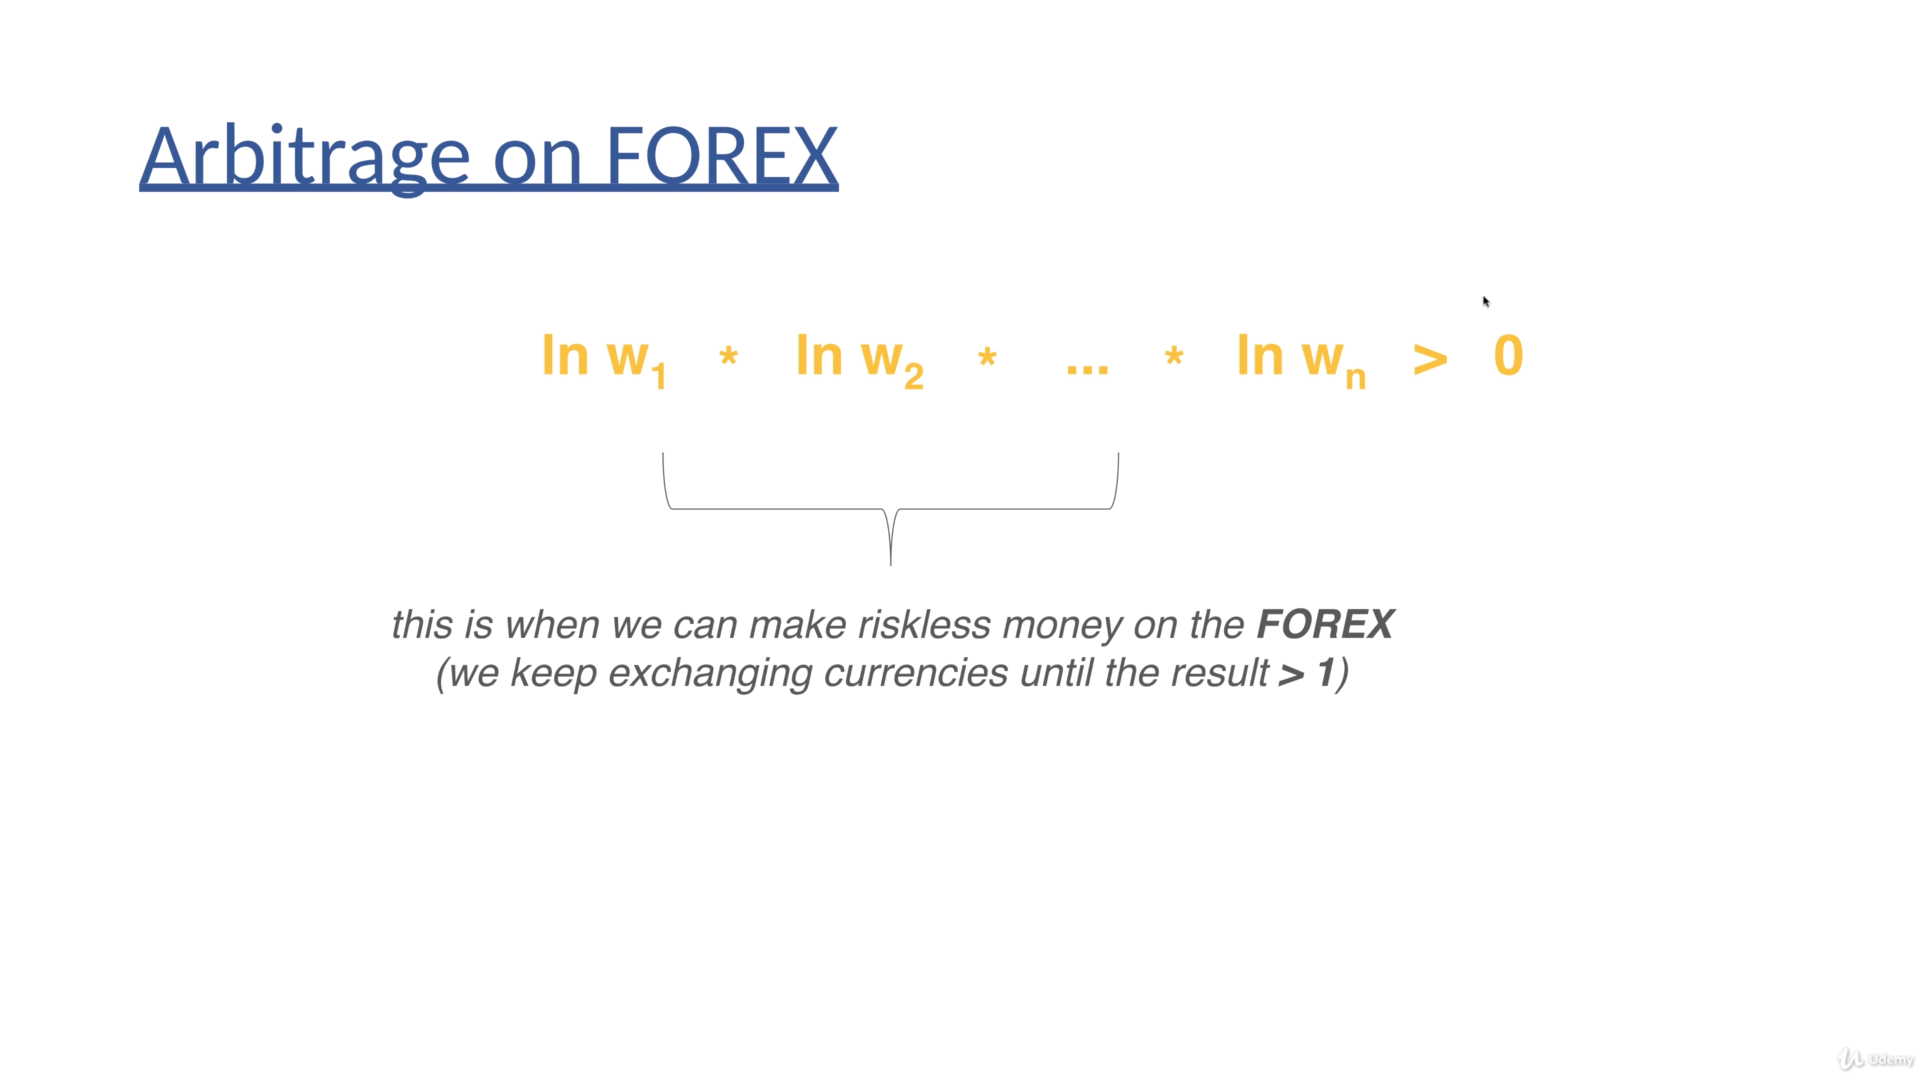 Arbitrage on FOREX
ln w₁ * ln w₂ * ... * ln wₙ > 0
this is when we can make riskless money on the FOREX
(we keep exchanging currencies until the result > 1)
Udemy